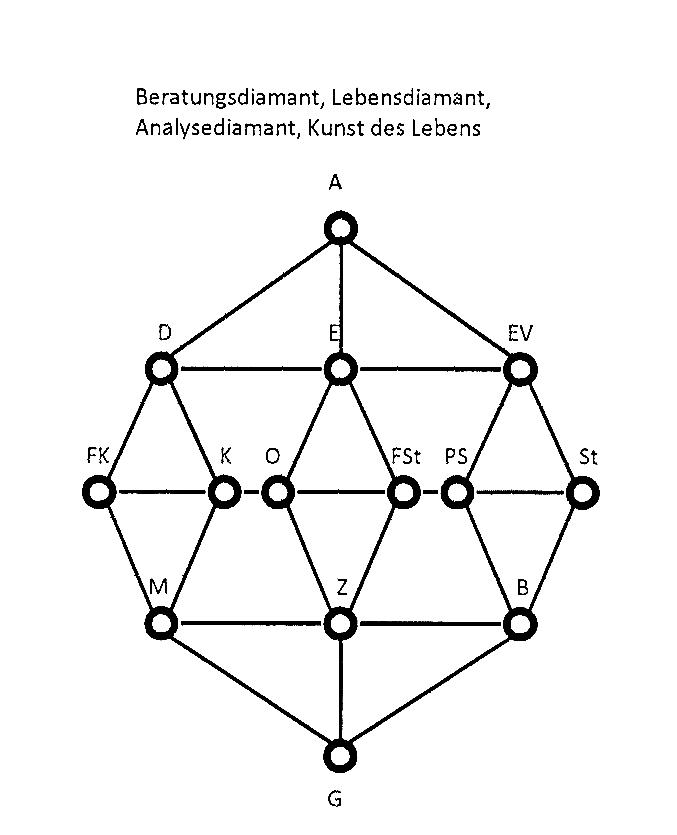 Beratungsdiamant, Lebensdiamant,
Analysediamant, Kunst des Lebens
A
D E EV
FK K O FSt PS St
M Z B
G